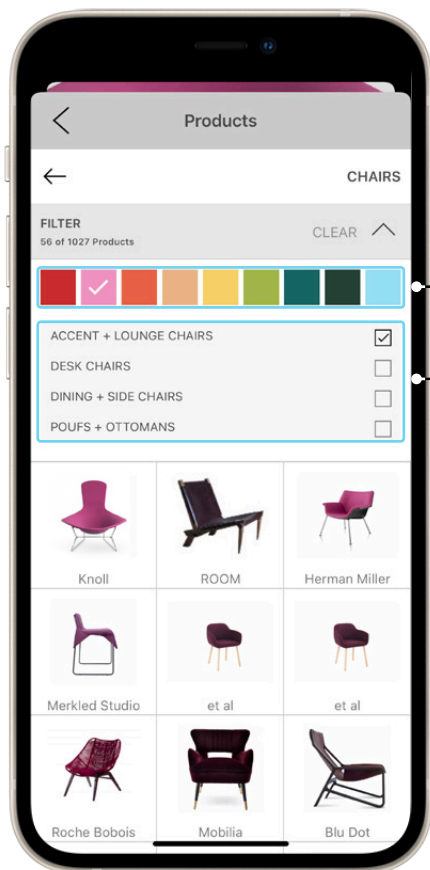 Products
CHAIRS
FILTER
56 of 1027 Products
CLEAR
ACCENT + LOUNGE CHAIRS
DESK CHAIRS
DINING + SIDE CHAIRS
POUFS + OTTOMANS
Knoll
ROOM
Herman Miller
Merkled Studio
et al
et al
Roche Bobois
Mobilia
Blu Dot